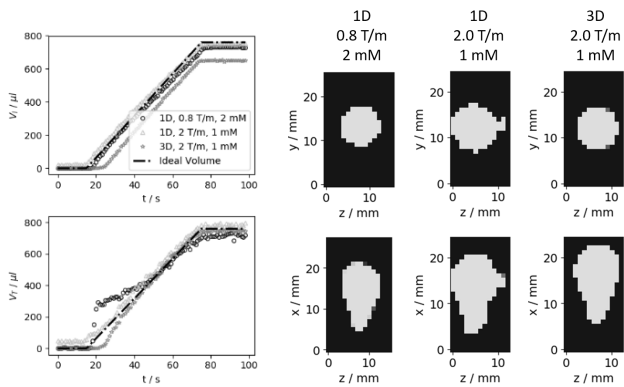 1D 1D 3D
0.8 T/m 2.0 T/m 2.0 T/m
2 mM 1 mM 1 mM
800
600
400
200
0
V_I / μl
1D, 0.8 T/m, 2 mM
1D, 2 T/m, 1 mM
3D, 2 T/m, 1 mM
Ideal Volume
0 20 40 60 80 100
t / s
20
10
0
y / mm
0 10
z / mm
20
10
0
y / mm
0 10
z / mm
20
10
0
y / mm
0 10
z / mm
800
600
400
200
0
V_T / μl
0 20 40 60 80 100
t / s
20
10
0
x / mm
0 10
z / mm
20
10
0
x / mm
0 10
z / mm
20
10
0
x / mm
0 10
z / mm